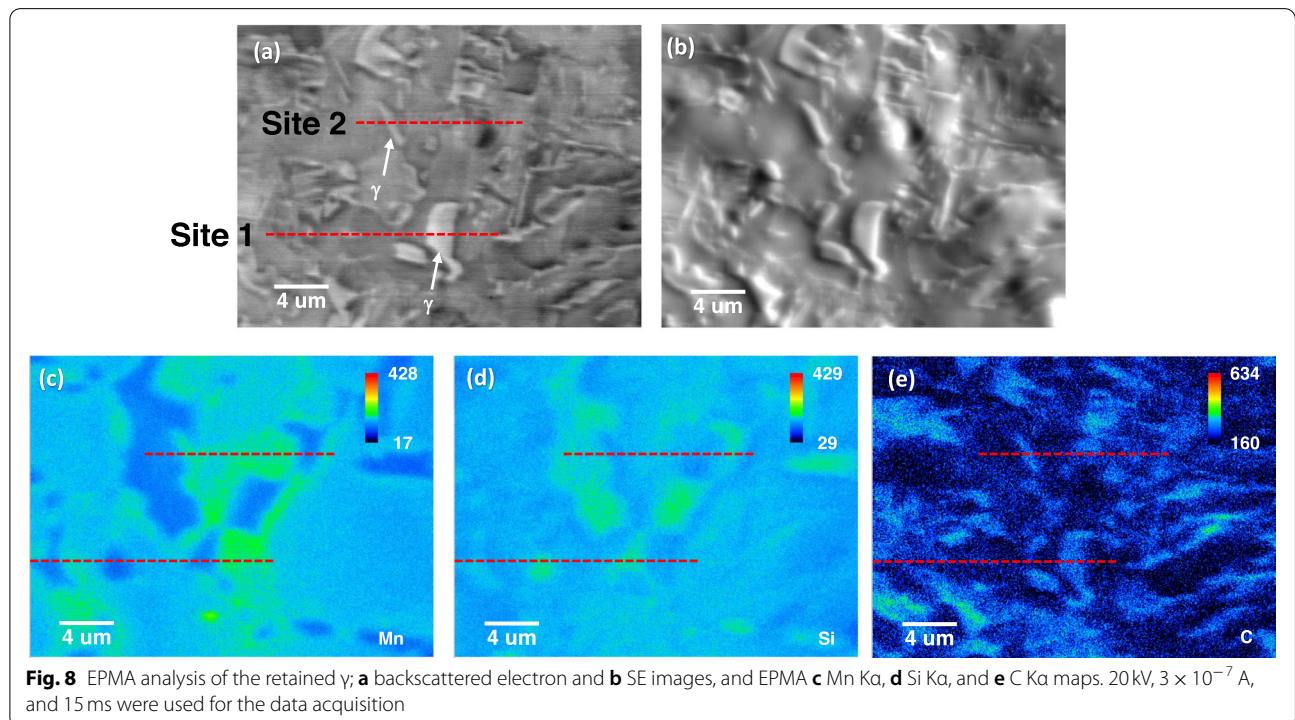 (a)
(b)
Site 2
γ
Site 1
γ
4 um
4 um
(c)
428
17
4 um
Mn
(d)
429
29
4 um
Si
(e)
634
160
4 um
C
Fig. 8 EPMA analysis of the retained γ; a backscattered electron and b SE images, and EPMA c Mn Kα, d Si Kα, and e C Kα maps. 20 kV, 3 × 10⁻⁷ A,
and 15 ms were used for the data acquisition